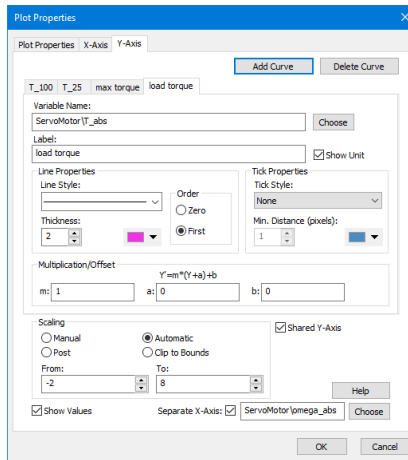 Plot Properties
Plot Properties X-Axis Y-Axis
Add Curve Delete Curve
T_100 T_25 max torque load torque
Variable Name:
ServoMotor\T_abs Choose
Label:
load torque Show Unit
Line Properties Tick Properties
Line Style: Order Tick Style:
Zero None
Thickness: First Min. Distance (pixels):
2 1
Multiplication/Offset
Y'=m*(Y+a)+b
m: 1 a: 0 b: 0
Scaling Shared Y-Axis
Manual Automatic
Post Clip to Bounds
From: To:
-2 8 Help
Show Values Separate X-Axis: ServoMotor\omega_abs Choose
OK Cancel